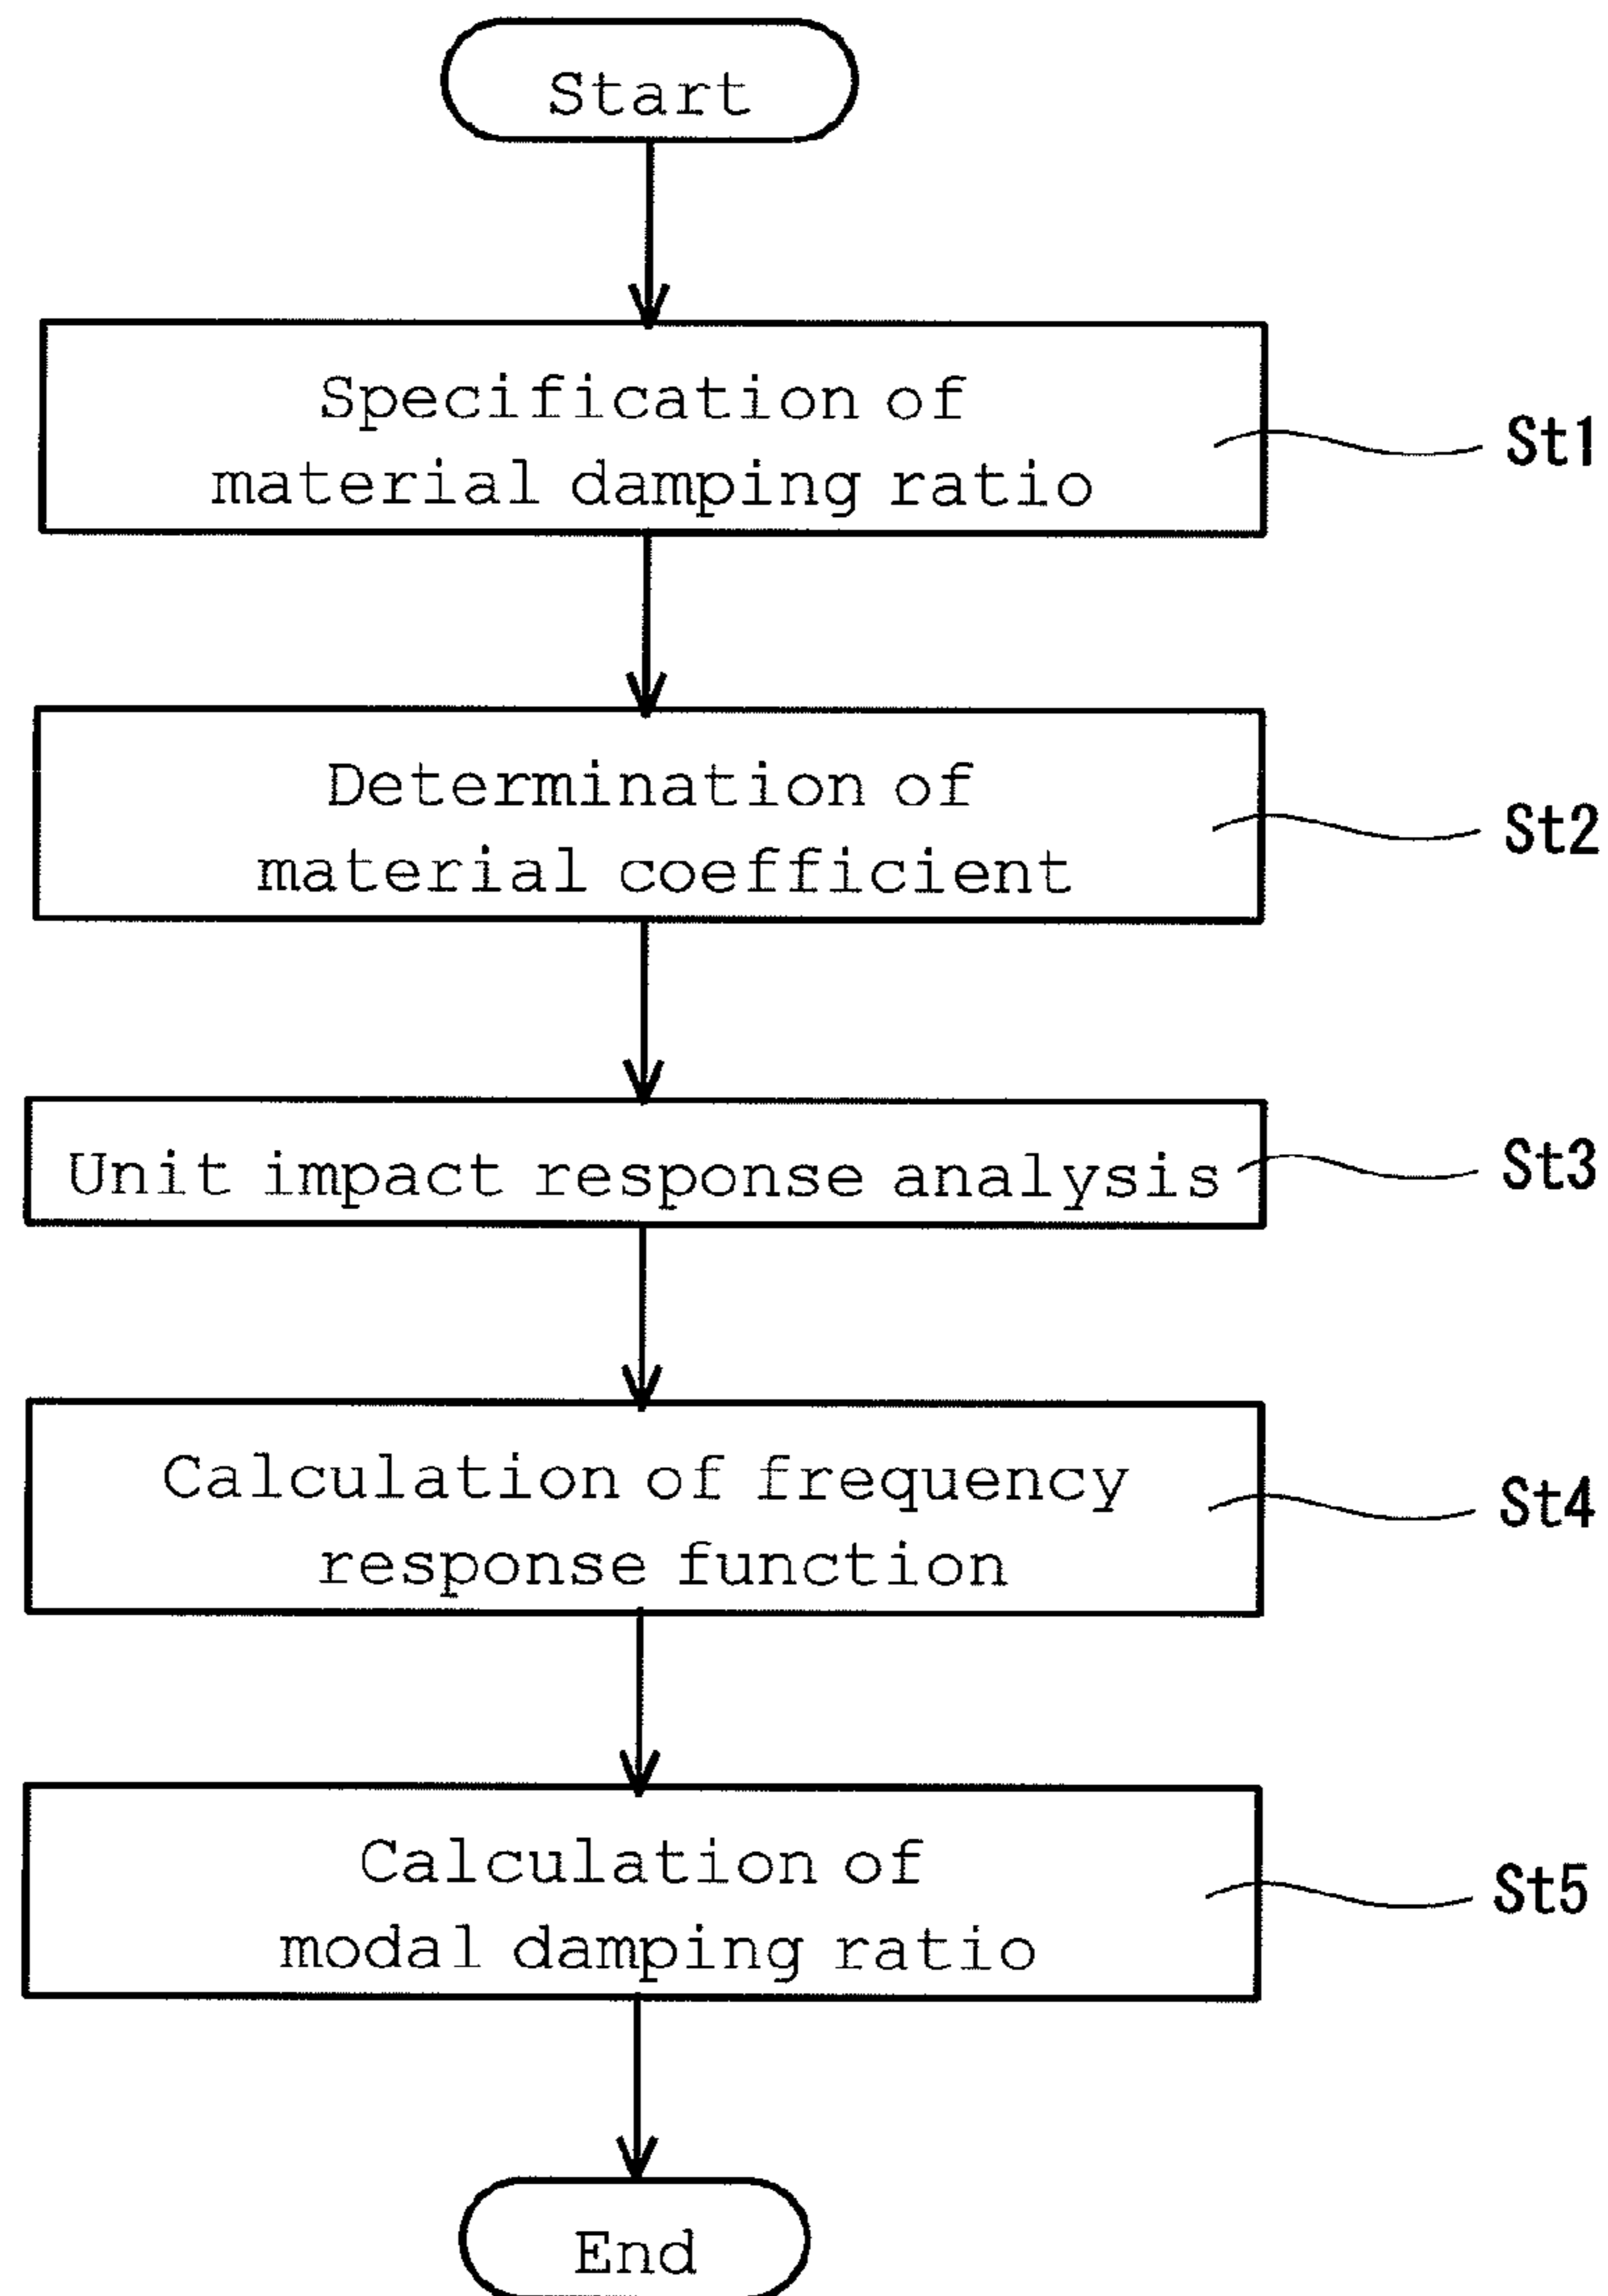 Start
Specification of
material damping ratio
St1
Determination of
material coefficient
St2
Unit impact response analysis
St3
Calculation of frequency
response function
St4
Calculation of
modal damping ratio
St5
End